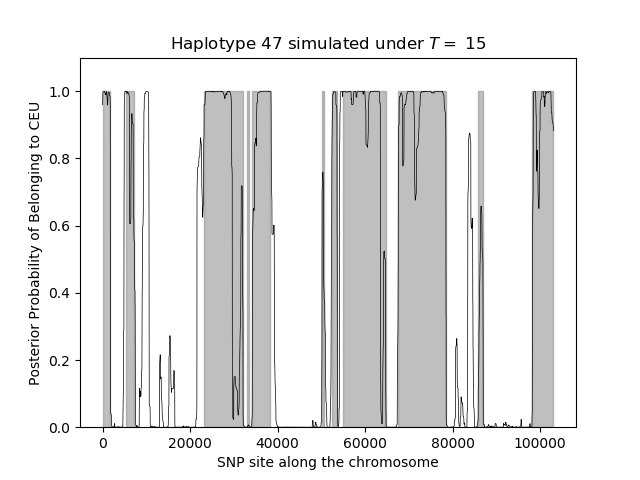 Haplotype 47 simulated under T = 15
Posterior Probability of Belonging to CEU
1.0
0.8
0.6
0.4
0.2
0.0
0 20000 40000 60000 80000 100000
SNP site along the chromosome